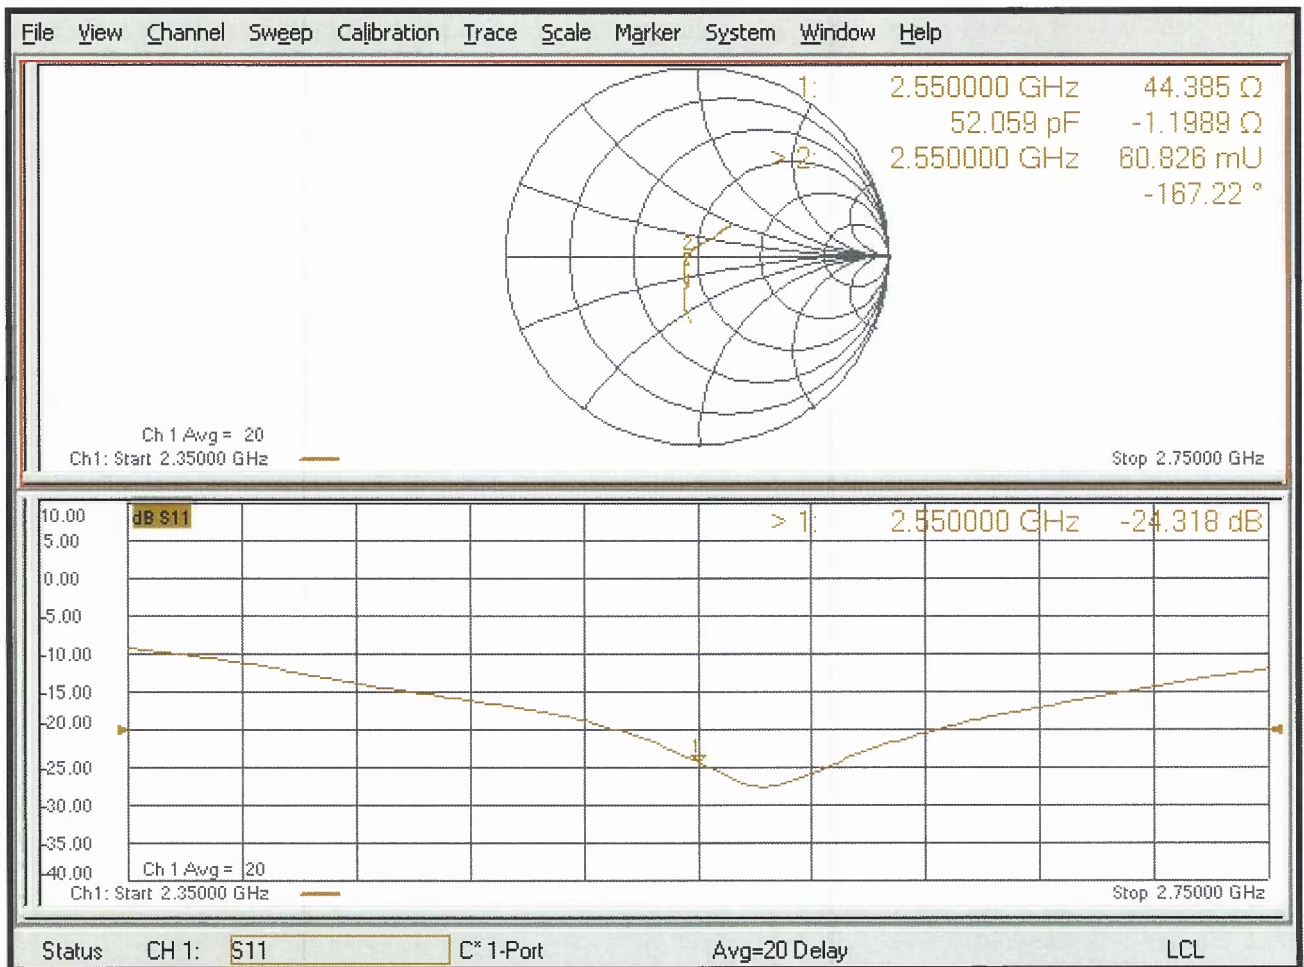 File View Channel Sweep Calibration Trace Scale Marker System Window Help
1: 2.550000 GHz 44.385 Ω
52.059 pF -1.1989 Ω
> 2: 2.550000 GHz 60.826 mU
-167.22 °
2
Ch 1 Avg = 20
Ch1: Start 2.35000 GHz
Stop 2.75000 GHz
10.00
dB S11
> 1: 2.550000 GHz -24.318 dB
5.00
0.00
-5.00
-10.00
-15.00
-20.00
1
-25.00
-30.00
-35.00
-40.00
Ch 1 Avg = 20
Ch1: Start 2.35000 GHz
Stop 2.75000 GHz
Status CH 1: S11 C* 1-Port Avg=20 Delay LCL